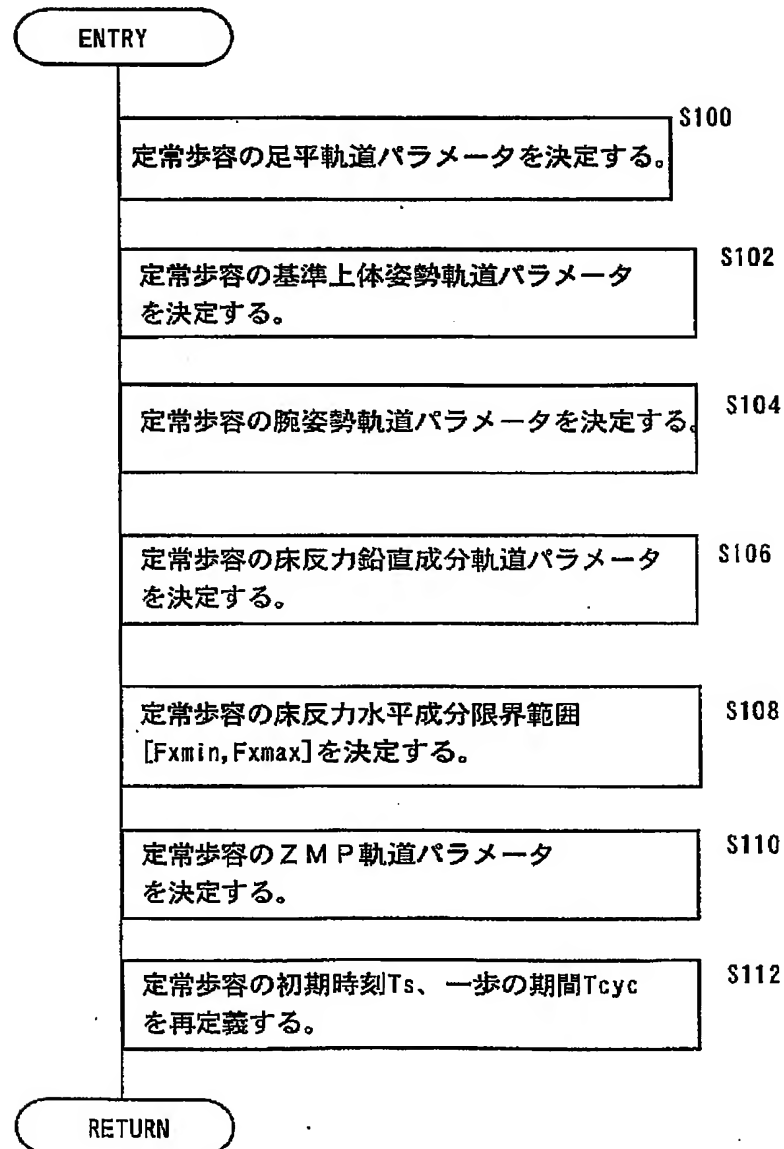 ENTRY
S100
定常歩容の足平軌道パラメータを決定する。
S102
定常歩容の基準上体姿勢軌道パラメータ
を決定する。
S104
定常歩容の腕姿勢軌道パラメータを決定する。
S106
定常歩容の床反力鉛直成分軌道パラメータ
を決定する。
S108
定常歩容の床反力水平成分限界範囲
[Fxmin,Fxmax]を決定する。
S110
定常歩容のＺＭＰ軌道パラメータ
を決定する。
S112
定常歩容の初期時刻Ts、一歩の期間Tcyc
を再定義する。
RETURN